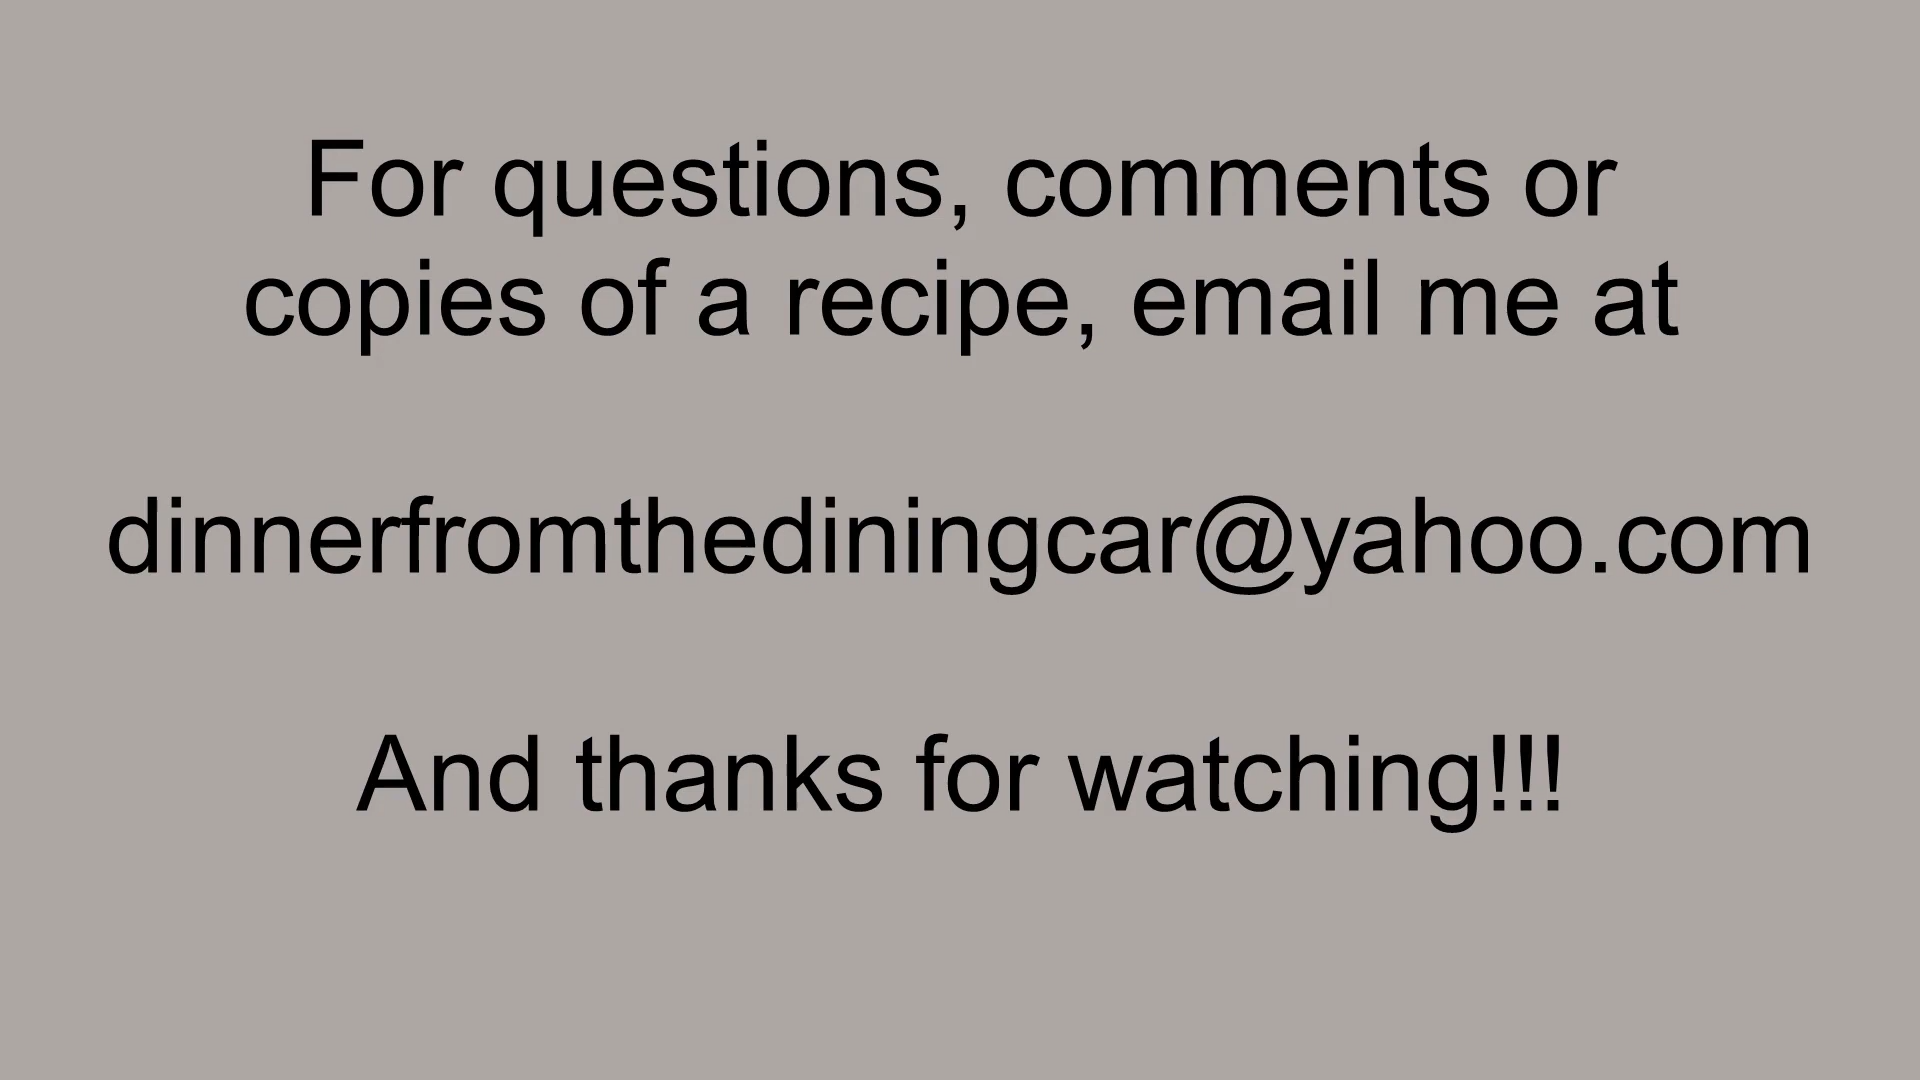 For questions, comments or
copies of a recipe, email me at
dinnerfromthediningcar@yahoo.com
And thanks for watching!!!